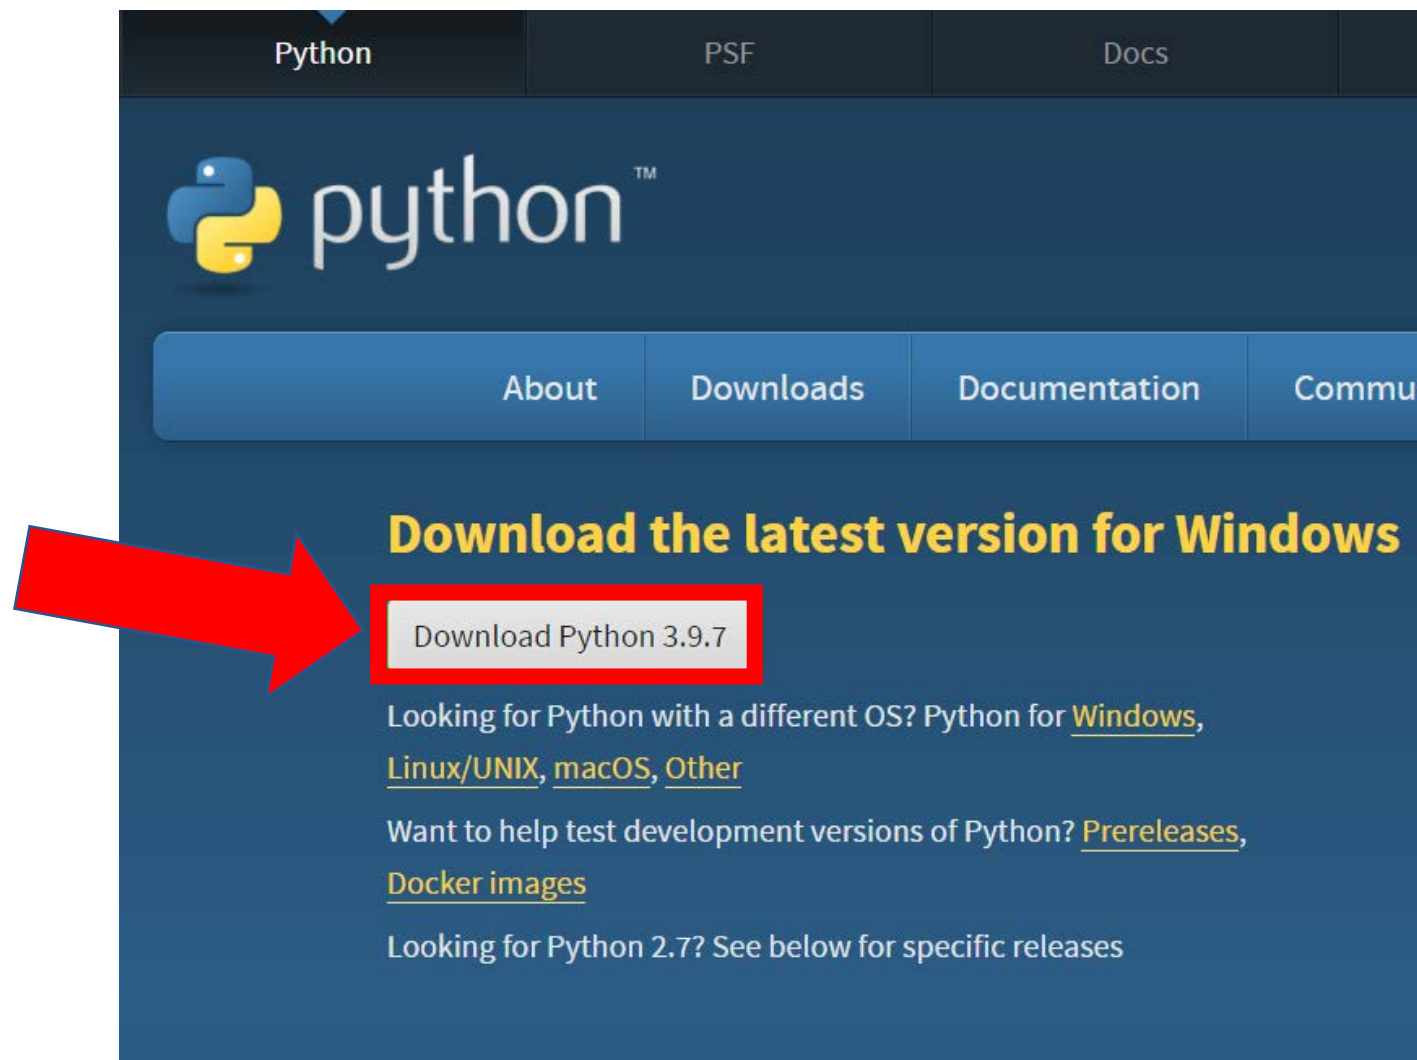 Python PSF Docs
python™
About Downloads Documentation Commu
Download the latest version for Windows
Download Python 3.9.7
Looking for Python with a different OS? Python for Windows,
Linux/UNIX, macOS, Other
Want to help test development versions of Python? Prereleases,
Docker images
Looking for Python 2.7? See below for specific releases